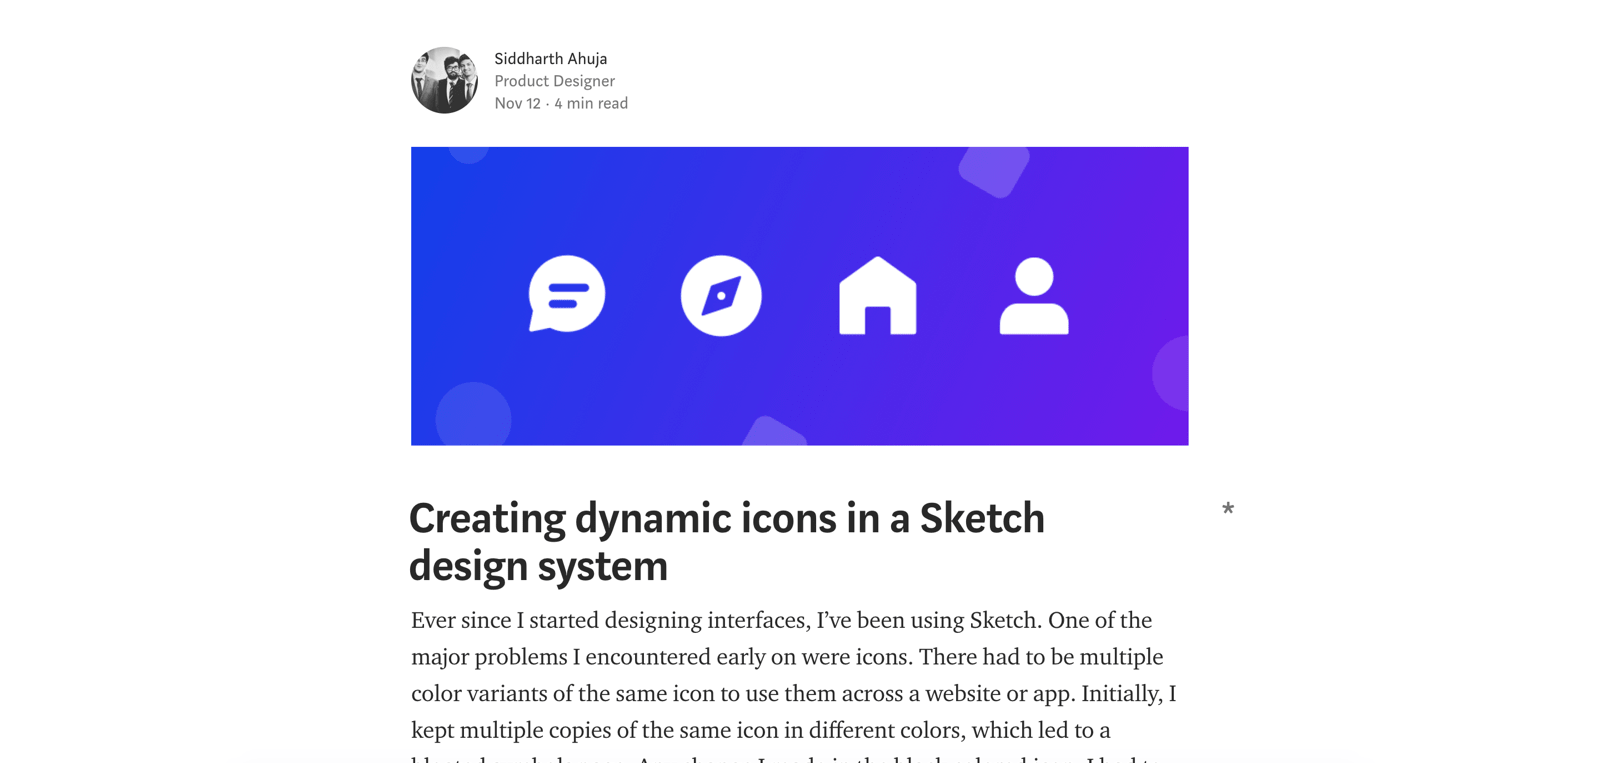 Siddharth Ahuja
Product Designer
Nov 12 · 4 min read
Creating dynamic icons in a Sketch
design system
*
Ever since I started designing interfaces, I’ve been using Sketch. One of the
major problems I encountered early on were icons. There had to be multiple
color variants of the same icon to use them across a website or app. Initially, I
kept multiple copies of the same icon in different colors, which led to a